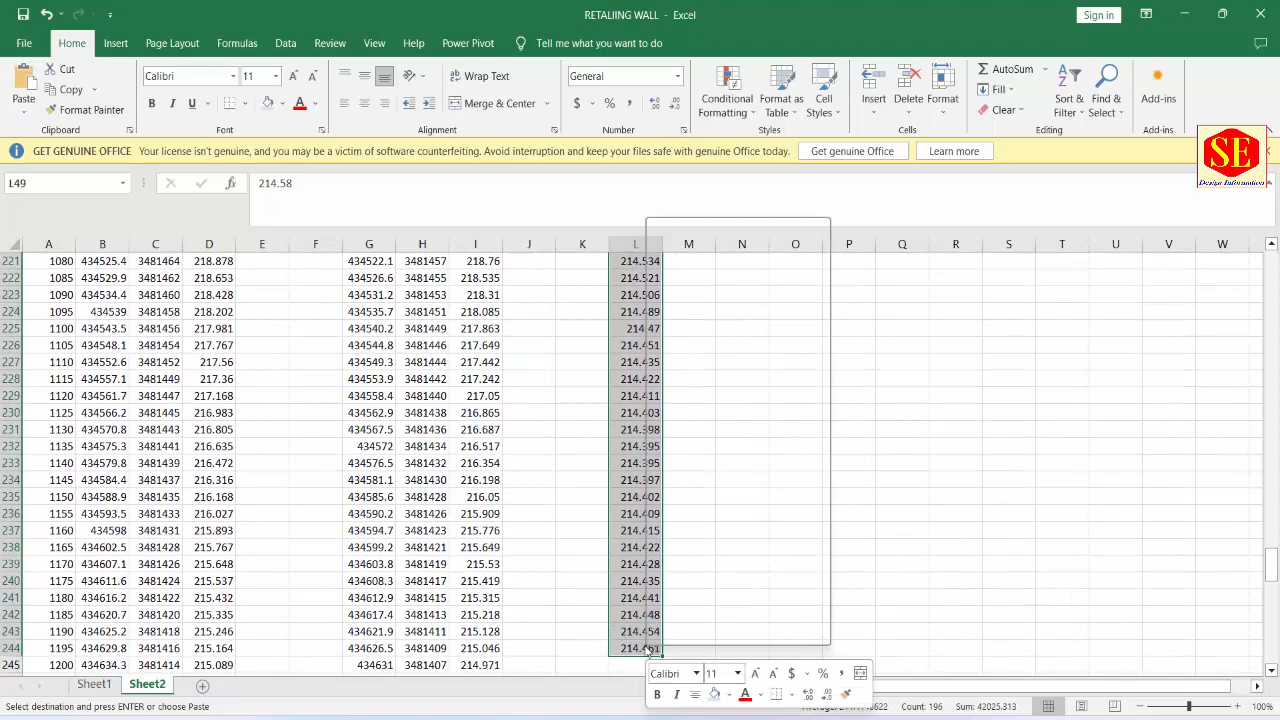 RETALIING WALL - Excel
Sign in
File Home Insert Page Layout Formulas Data Review View Help Power Pivot Tell me what you want to do
Paste
Cut
Copy
Format Painter
Clipboard
Calibri 11
B I U
Font
Wrap Text
Merge & Center
Alignment
General
$ % ,
Number
Conditional Formatting
Format as Table
Cell Styles
Styles
Insert Delete Format
Cells
AutoSum
Fill
Clear
Sort & Filter
Find & Select
Editing
Add-ins
Add-ins
GET GENUINE OFFICE Your license isn't genuine, and you may be a victim of software counterfeiting. Avoid interruption and keep your files safe with genuine Office today. Get genuine Office Learn more
SE
Design Information
L49 fx 214.58
A B C D E F G H I J K L M N O P Q R S T U V W
221 1080 434525.4 3481464 218.878 434522.1 3481457 218.76 214.534
222 1085 434529.9 3481462 218.653 434526.6 3481455 218.535 214.521
223 1090 434534.4 3481460 218.428 434531.2 3481453 218.31 214.506
224 1095 434539 3481458 218.202 434535.7 3481451 218.085 214.489
225 1100 434543.5 3481456 217.981 434540.2 3481449 217.863 214.47
226 1105 434548.1 3481454 217.767 434544.8 3481446 217.649 214.451
227 1110 434552.6 3481452 217.56 434549.3 3481444 217.442 214.435
228 1115 434557.1 3481449 217.36 434553.9 3481442 217.242 214.422
229 1120 434561.7 3481447 217.168 434558.4 3481440 217.05 214.411
230 1125 434566.2 3481445 216.983 434562.9 3481438 216.865 214.403
231 1130 434570.8 3481443 216.805 434567.5 3481436 216.687 214.398
232 1135 434575.3 3481441 216.635 434572 3481434 216.517 214.395
233 1140 434579.8 3481439 216.472 434576.5 3481432 216.354 214.395
234 1145 434584.4 3481437 216.316 434581.1 3481430 216.198 214.397
235 1150 434588.9 3481435 216.168 434585.6 3481428 216.05 214.402
236 1155 434593.5 3481433 216.027 434590.2 3481426 215.909 214.409
237 1160 434598 3481431 215.893 434594.7 3481423 215.776 214.415
238 1165 434602.5 3481428 215.767 434599.2 3481421 215.649 214.422
239 1170 434607.1 3481426 215.648 434603.8 3481419 215.53 214.428
240 1175 434611.6 3481424 215.537 434608.3 3481417 215.419 214.435
241 1180 434616.2 3481422 215.432 434612.9 3481415 215.315 214.441
242 1185 434620.7 3481420 215.335 434617.4 3481413 215.218 214.448
243 1190 434625.2 3481418 215.246 434621.9 3481411 215.128 214.454
244 1195 434629.8 3481416 215.164 434626.5 3481409 215.046
245 1200 434634.3 3481414 215.089 434631 3481407 214.971
Calibri 11 $ % ,
B I A
Sheet1 Sheet2
Select destination and press ENTER or choose Paste Count: 196 Sum: 42025.313 100%